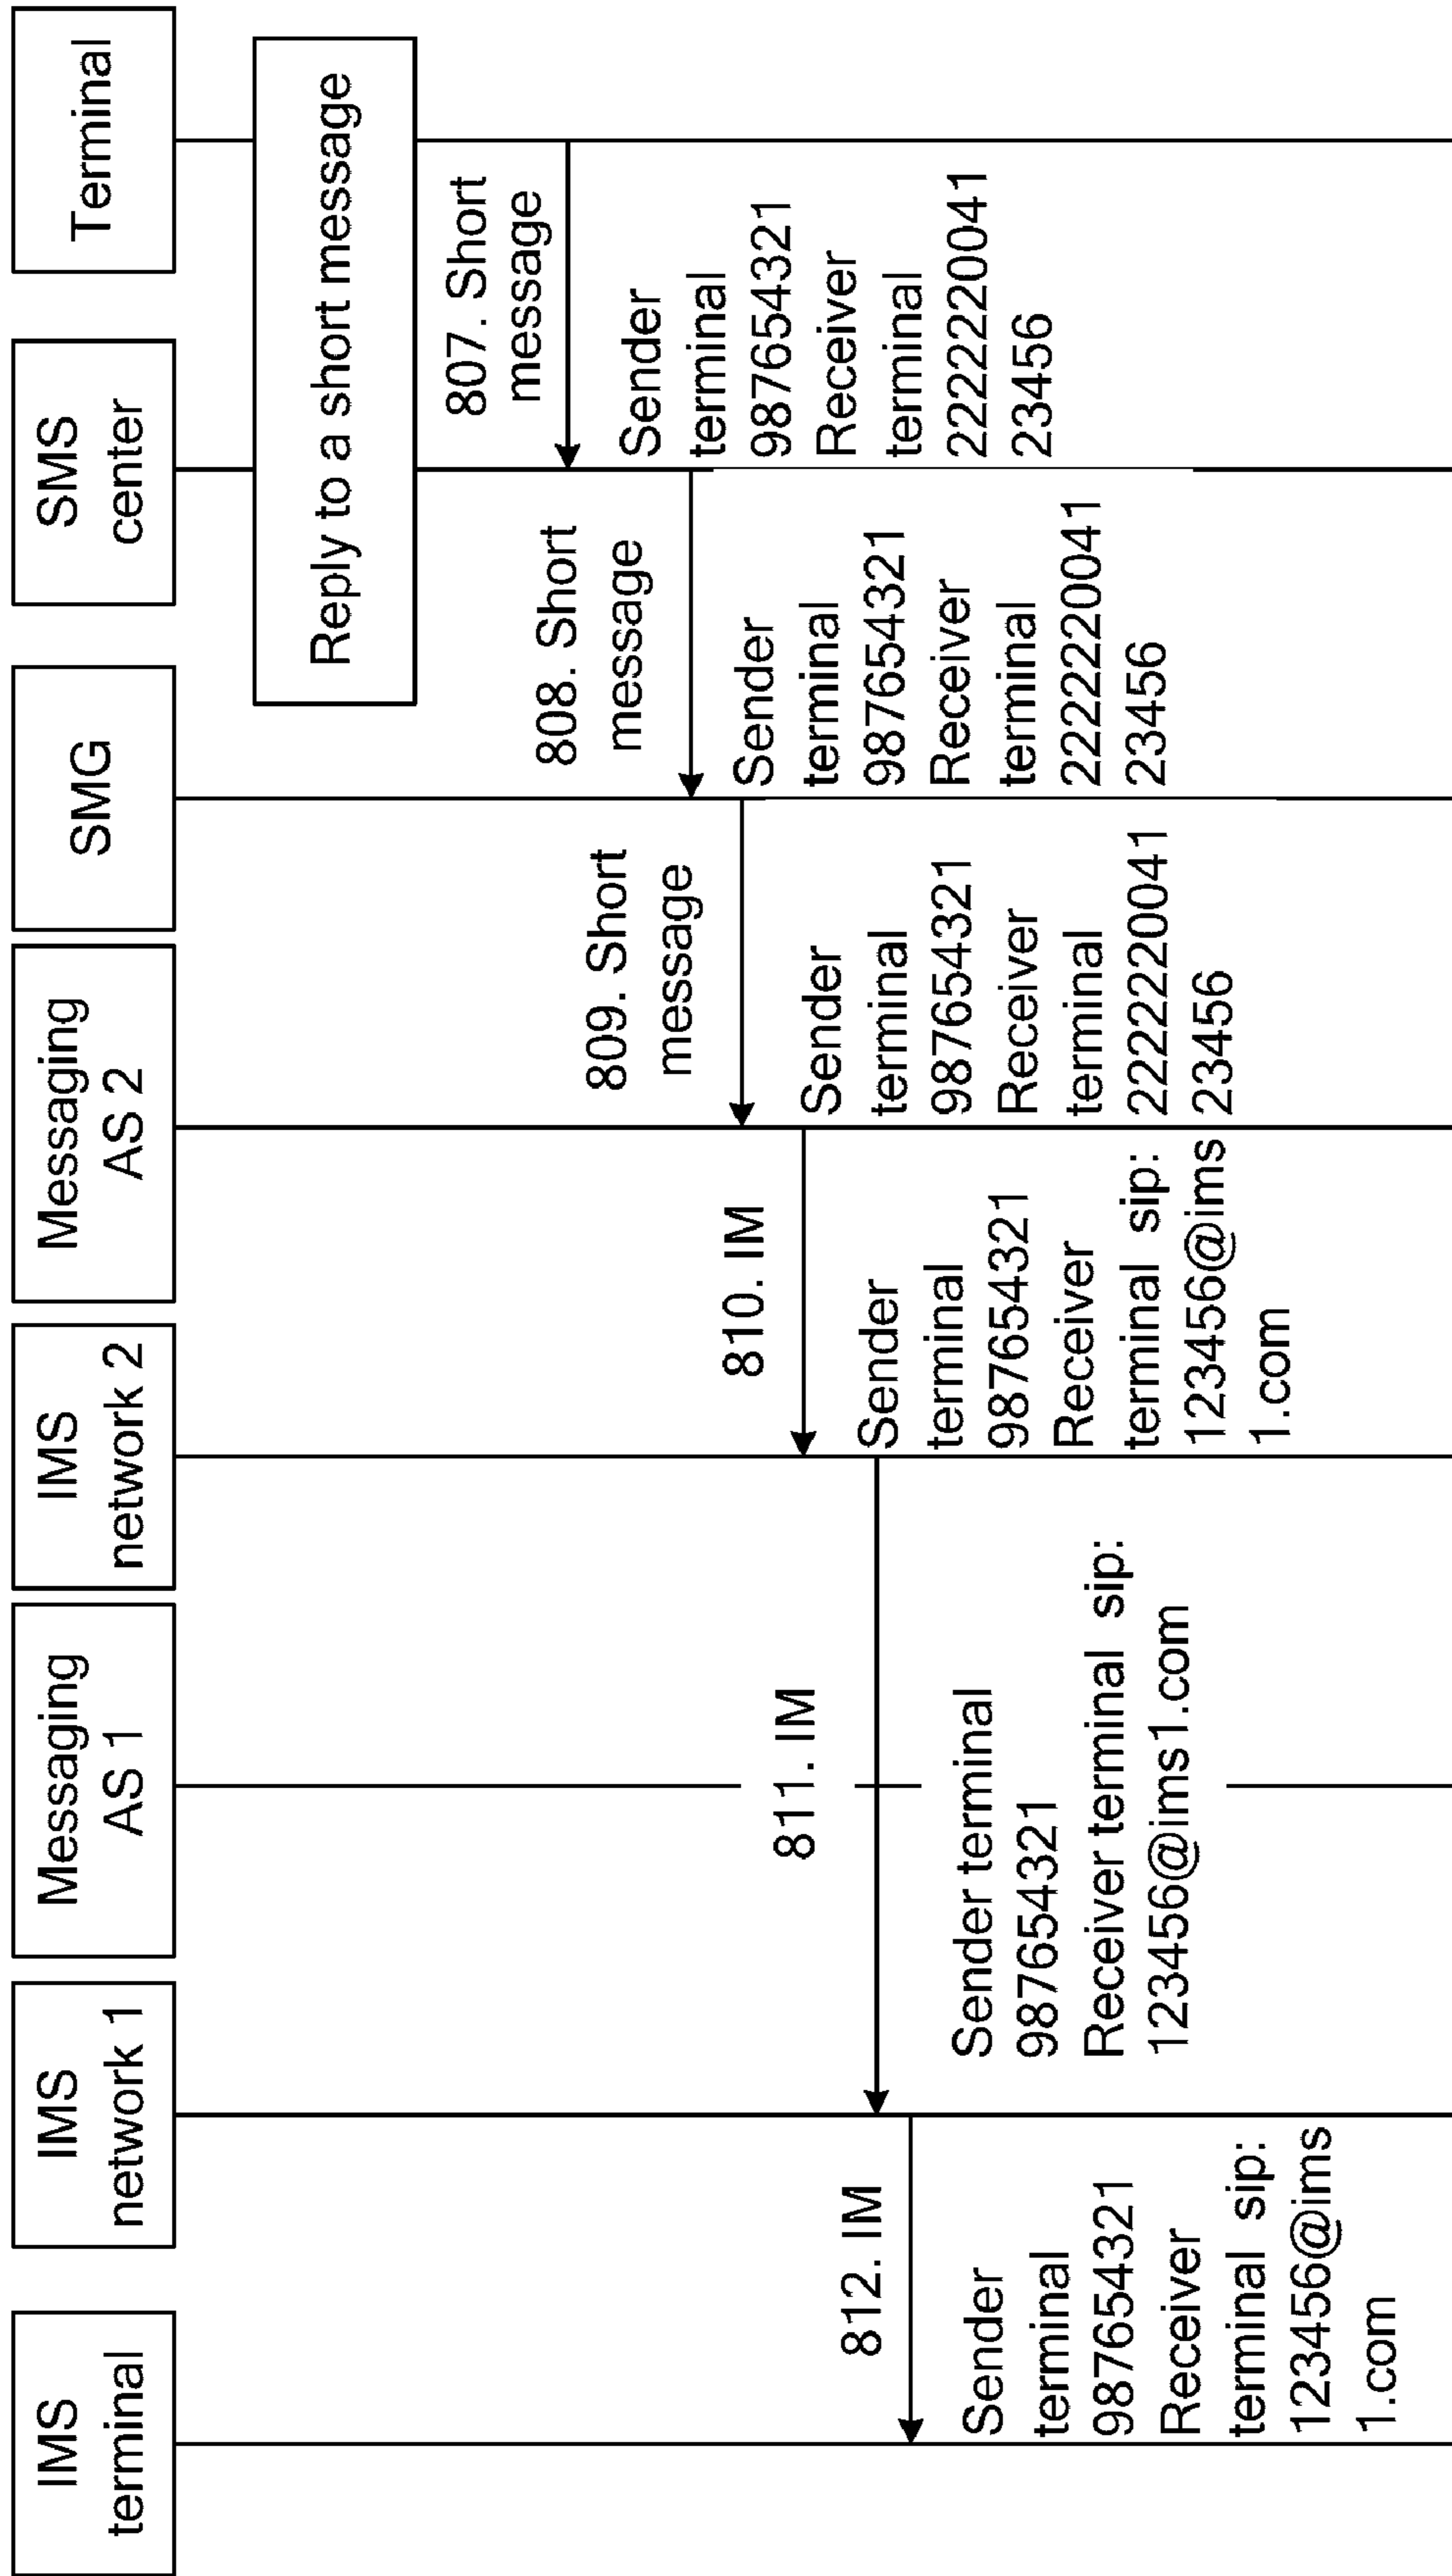 IMS
terminal
IMS
network 1
Messaging
AS 1
IMS
network 2
Messaging
AS 2
SMG
SMS
center
Terminal
Reply to a short message
807. Short
message
Sender
terminal
987654321
Receiver
terminal
2222220041
23456
808. Short
message
Sender
terminal
987654321
Receiver
terminal
2222220041
23456
809. Short
message
Sender
terminal
987654321
Receiver
terminal
2222220041
23456
810. IM
Sender
terminal
987654321
Receiver
terminal sip:
123456@ims
1.com
811. IM
Sender terminal
987654321
Receiver terminal sip:
123456@ims1.com
812. IM
Sender
terminal
987654321
Receiver
terminal sip:
123456@ims
1.com